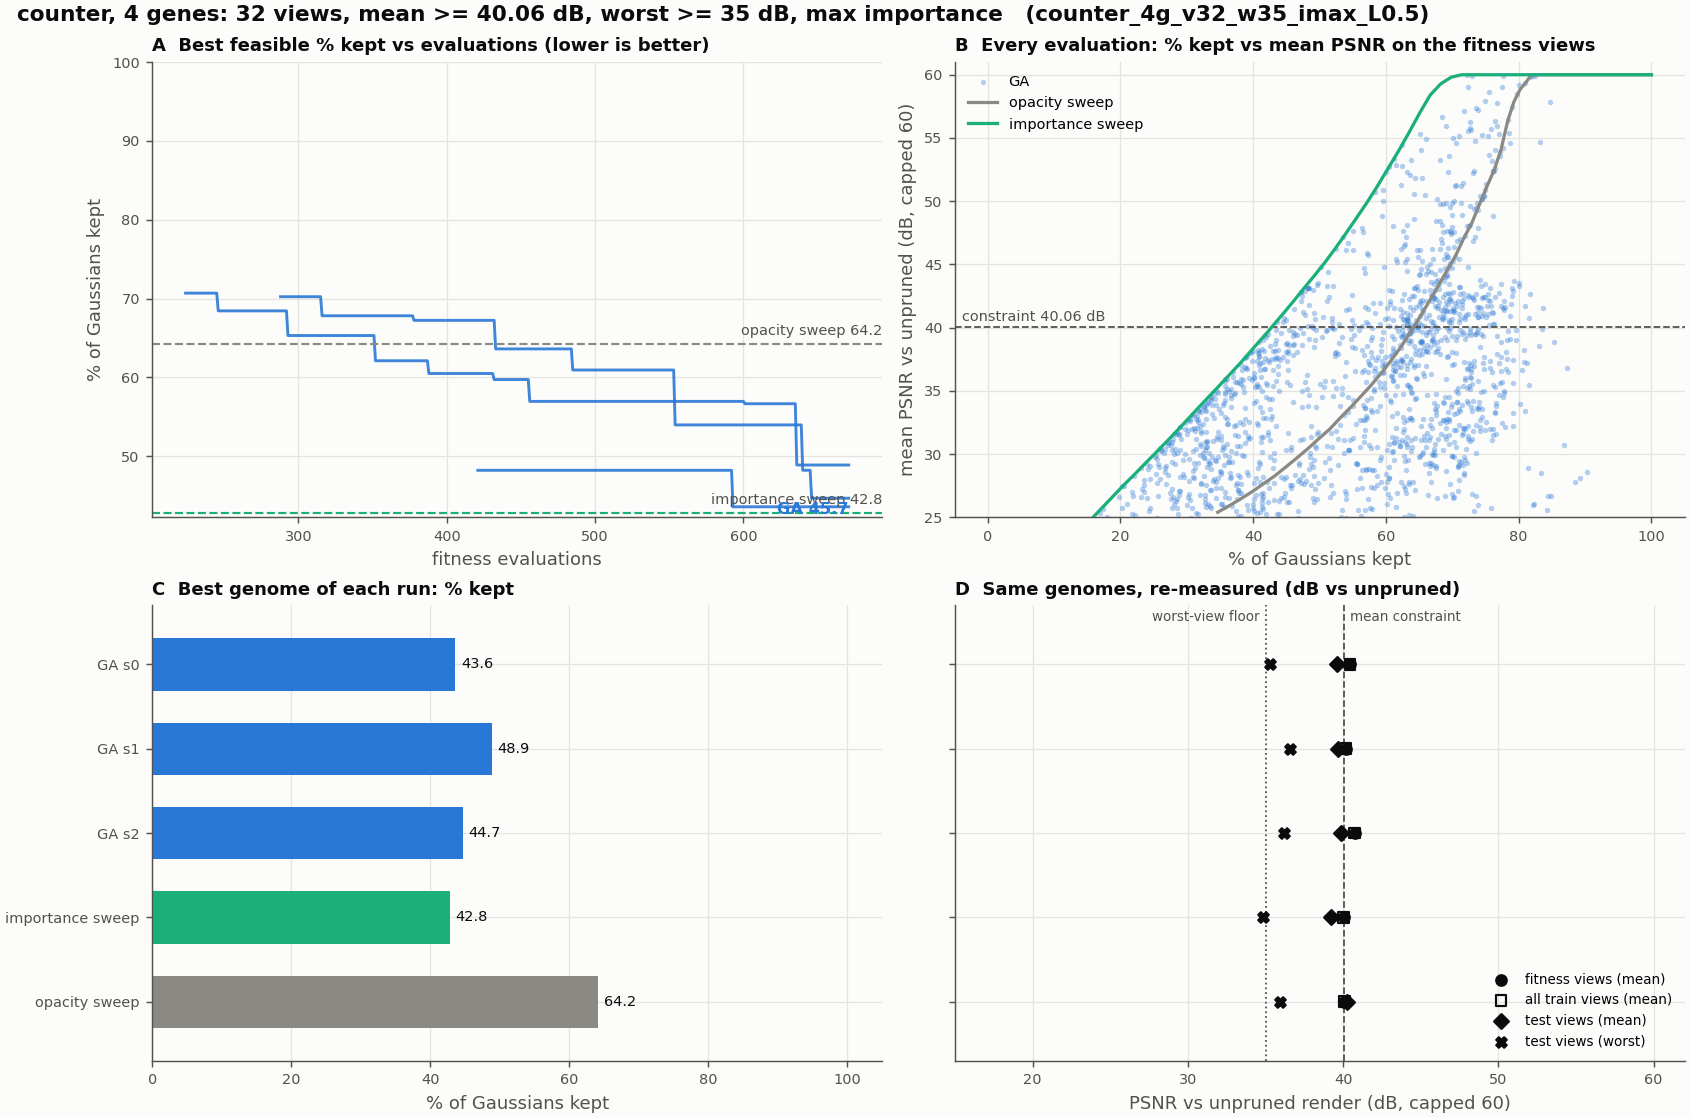 counter, 4 genes: 32 views, mean >= 40.06 dB, worst >= 35 dB, max importance (counter_4g_v32_w35_imax_L0.5)
A Best feasible % kept vs evaluations (lower is better)
100
90
80
70
60
50
% of Gaussians kept
opacity sweep 64.2
importance sweep 42.8
GA 45.7
300
400
500
600
fitness evaluations
B Every evaluation: % kept vs mean PSNR on the fitness views
60
55
50
45
40
35
30
25
mean PSNR vs unpruned (dB, capped 60)
GA
opacity sweep
importance sweep
constraint 40.06 dB
0
20
40
60
80
100
% of Gaussians kept
C Best genome of each run: % kept
GA s0
43.6
GA s1
48.9
GA s2
44.7
importance sweep
42.8
opacity sweep
64.2
0
20
40
60
80
100
% of Gaussians kept
D Same genomes, re-measured (dB vs unpruned)
worst-view floor
mean constraint
fitness views (mean)
all train views (mean)
test views (mean)
test views (worst)
20
30
40
50
60
PSNR vs unpruned render (dB, capped 60)